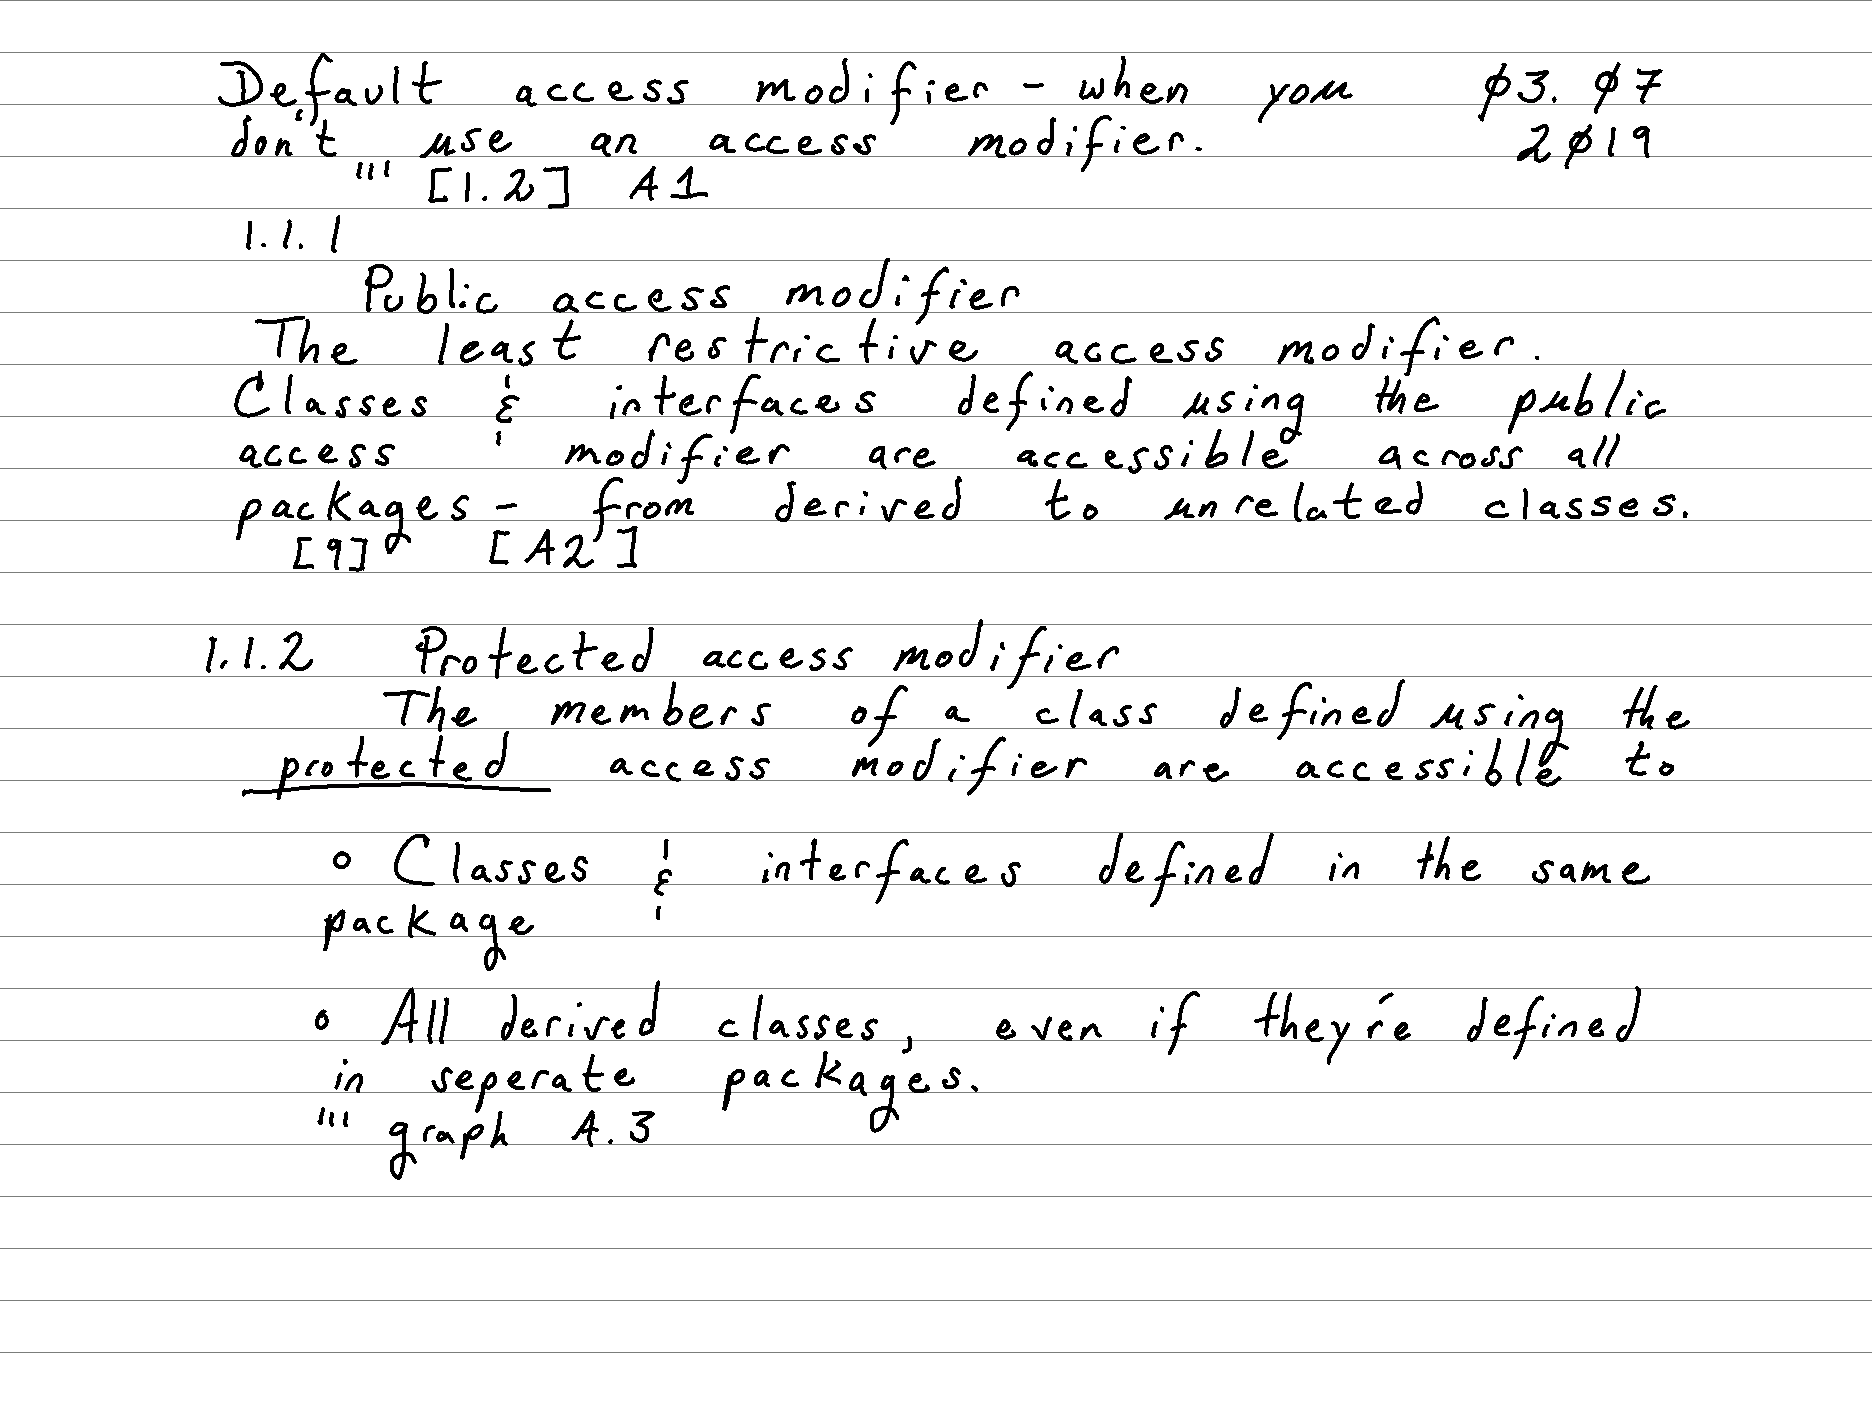 Default access modifier - when you φ3. φ7
don't use an access modifier. 2φ19
''' [1.2] A1
1.1.1
Public access modifier
The least restrictive access modifier.
Classes & interfaces defined using the public
access modifier are accessible across all
packages - from derived to unrelated classes.
[9] [A2]
1.1.2 Protected access modifier
The members of a class defined using the
protected access modifier are accessible to
o Classes & interfaces defined in the same
package
o All derived classes, even if they're defined
in seperate packages.
''' graph A.3